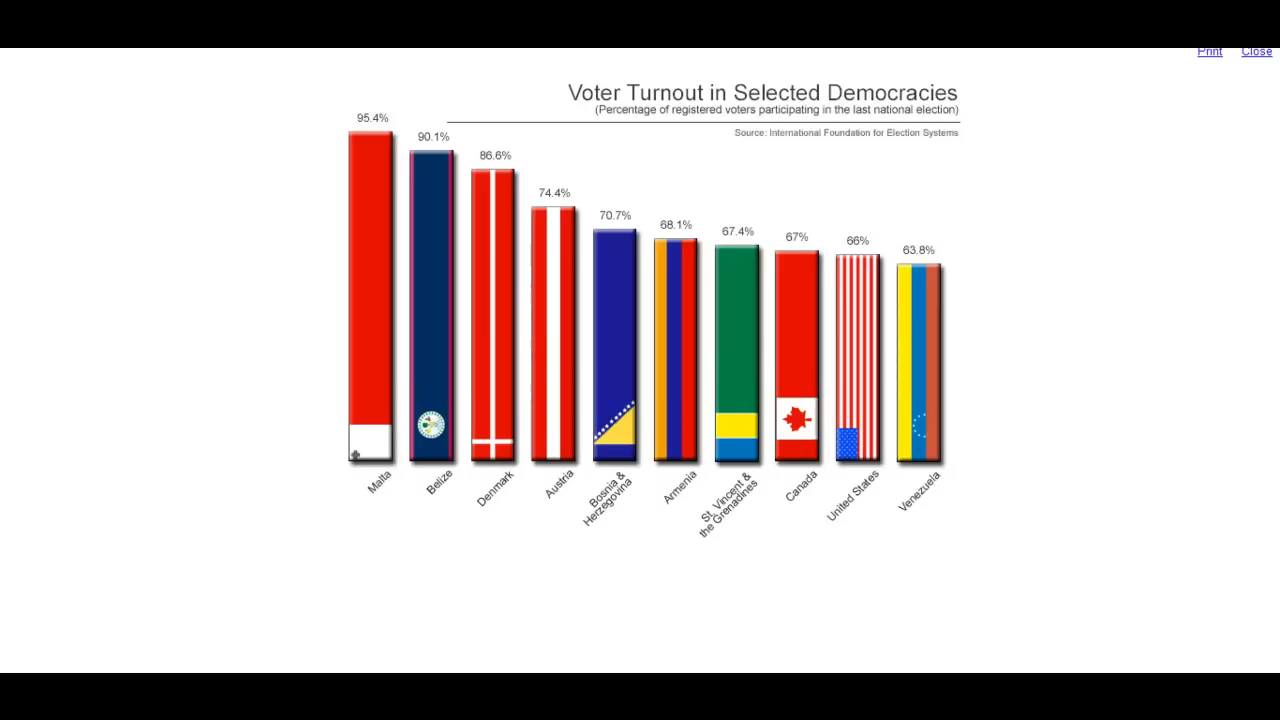 Print Close
Voter Turnout in Selected Democracies
(Percentage of registered voters participating in the last national election)
Source: International Foundation for Election Systems
95.4%
90.1%
86.6%
74.4%
70.7%
68.1%
67.4%
67%
66%
63.8%
Malta
Belize
Denmark
Austria
Bosnia &
Herzegovina
Armenia
St. Vincent &
the Grenadines
Canada
United States
Venezuela